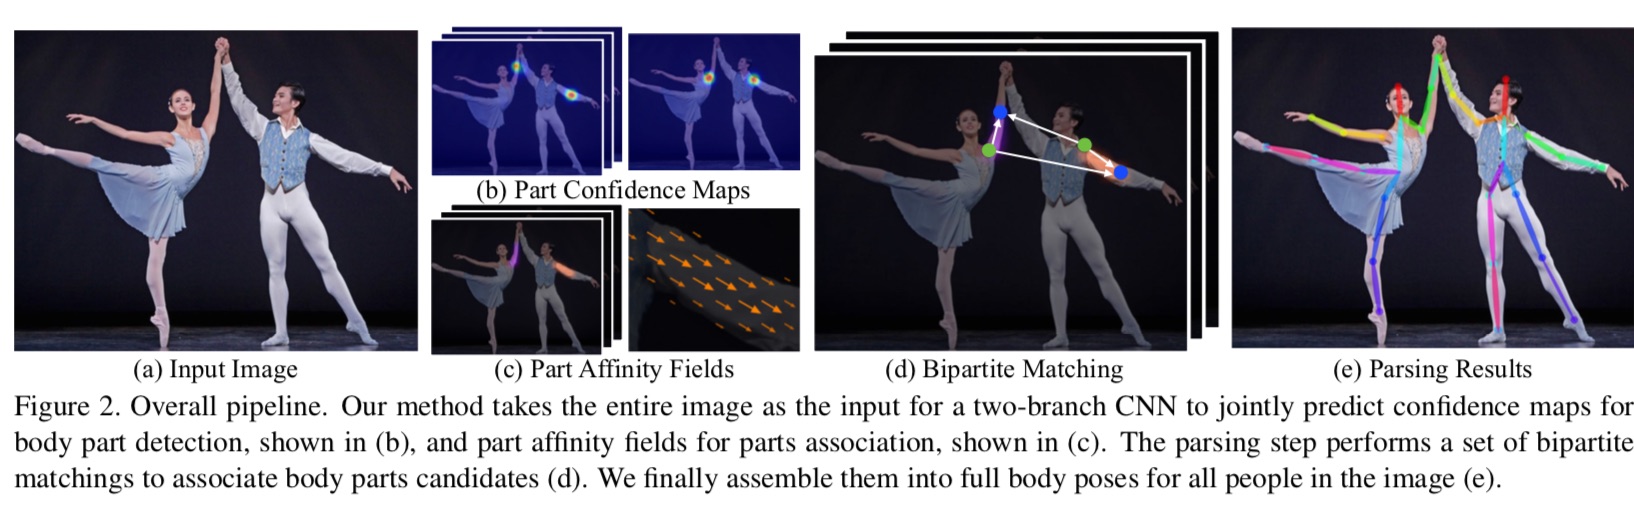 (a) Input Image
(b) Part Confidence Maps
(c) Part Affinity Fields
(d) Bipartite Matching
(e) Parsing Results
Figure 2. Overall pipeline. Our method takes the entire image as the input for a two-branch CNN to jointly predict confidence maps for
body part detection, shown in (b), and part affinity fields for parts association, shown in (c). The parsing step performs a set of bipartite
matchings to associate body parts candidates (d). We finally assemble them into full body poses for all people in the image (e).